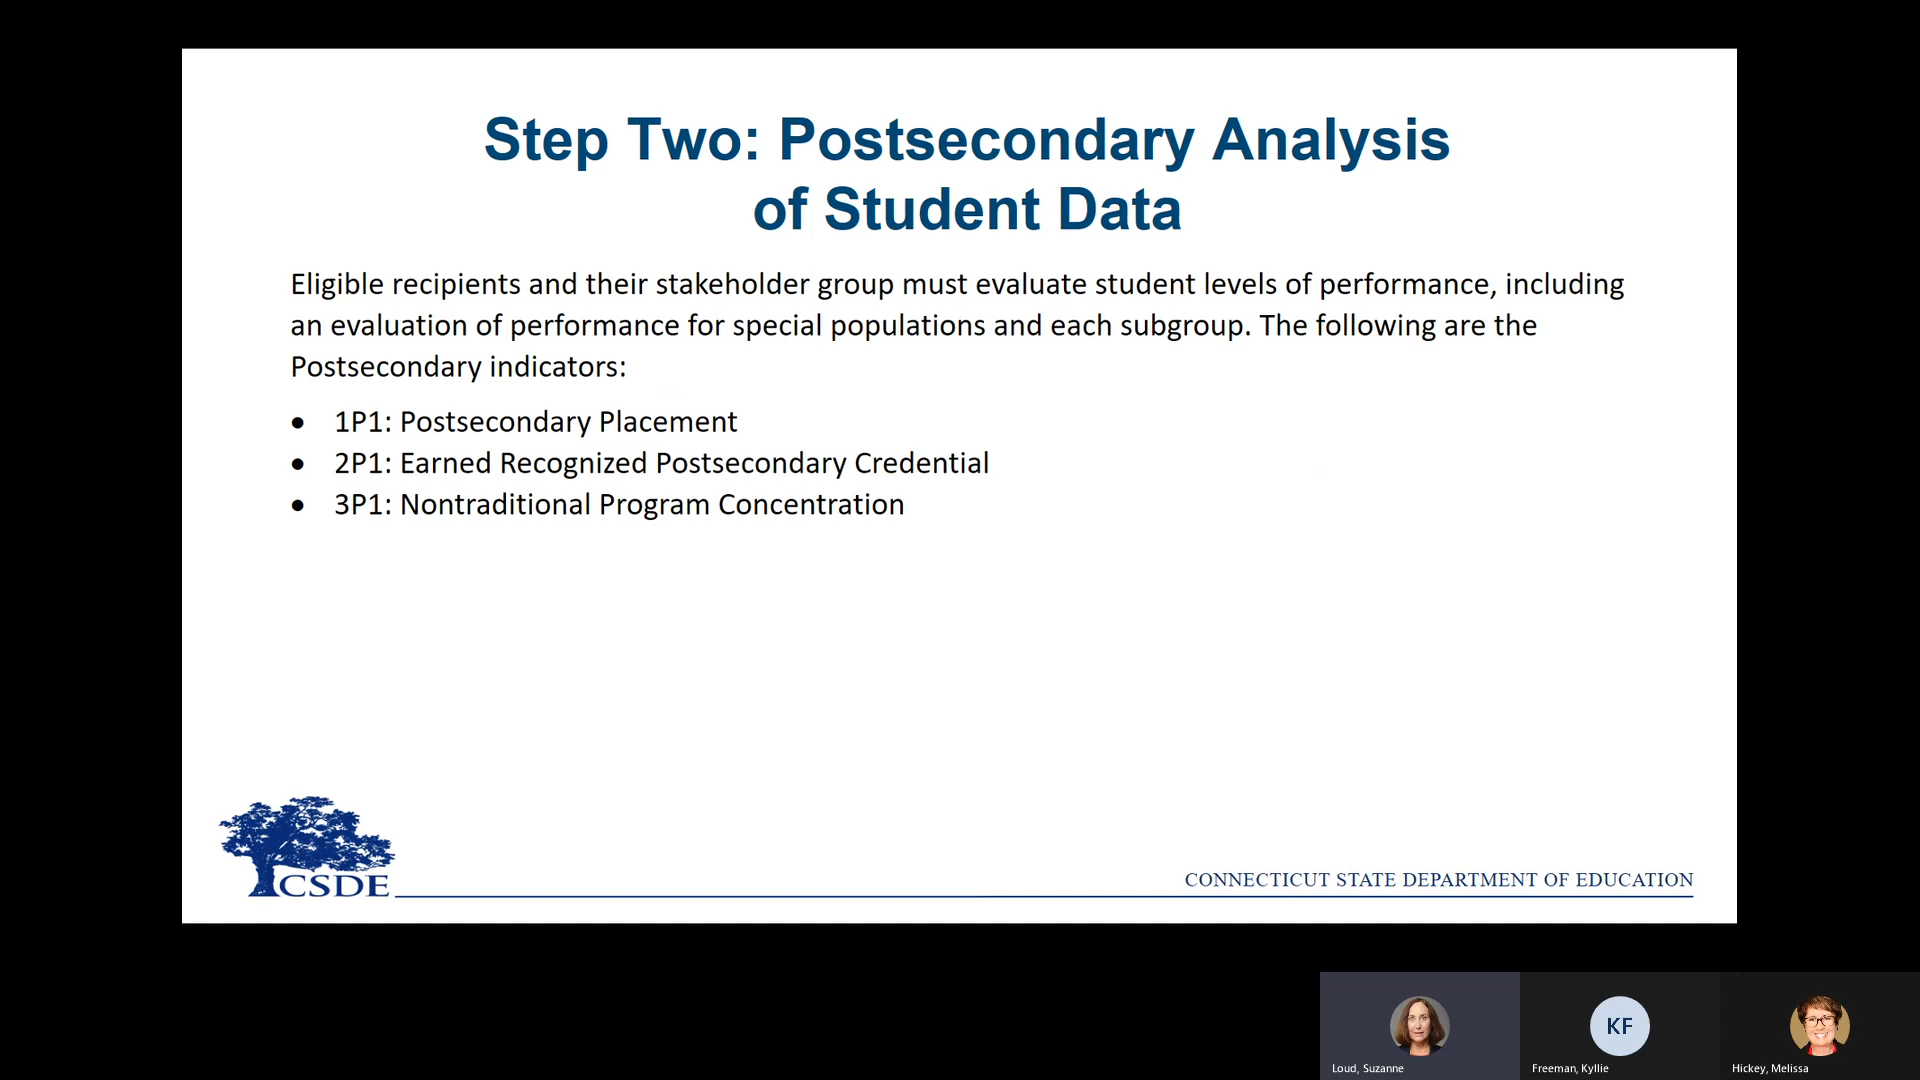 Step Two: Postsecondary Analysis
of Student Data
Eligible recipients and their stakeholder group must evaluate student levels of performance, including
an evaluation of performance for special populations and each subgroup. The following are the
Postsecondary indicators:
• 1P1: Postsecondary Placement
• 2P1: Earned Recognized Postsecondary Credential
• 3P1: Nontraditional Program Concentration
CSDE
CONNECTICUT STATE DEPARTMENT OF EDUCATION
KF
Loud, Suzanne
Freeman, Kyllie
Hickey, Melissa